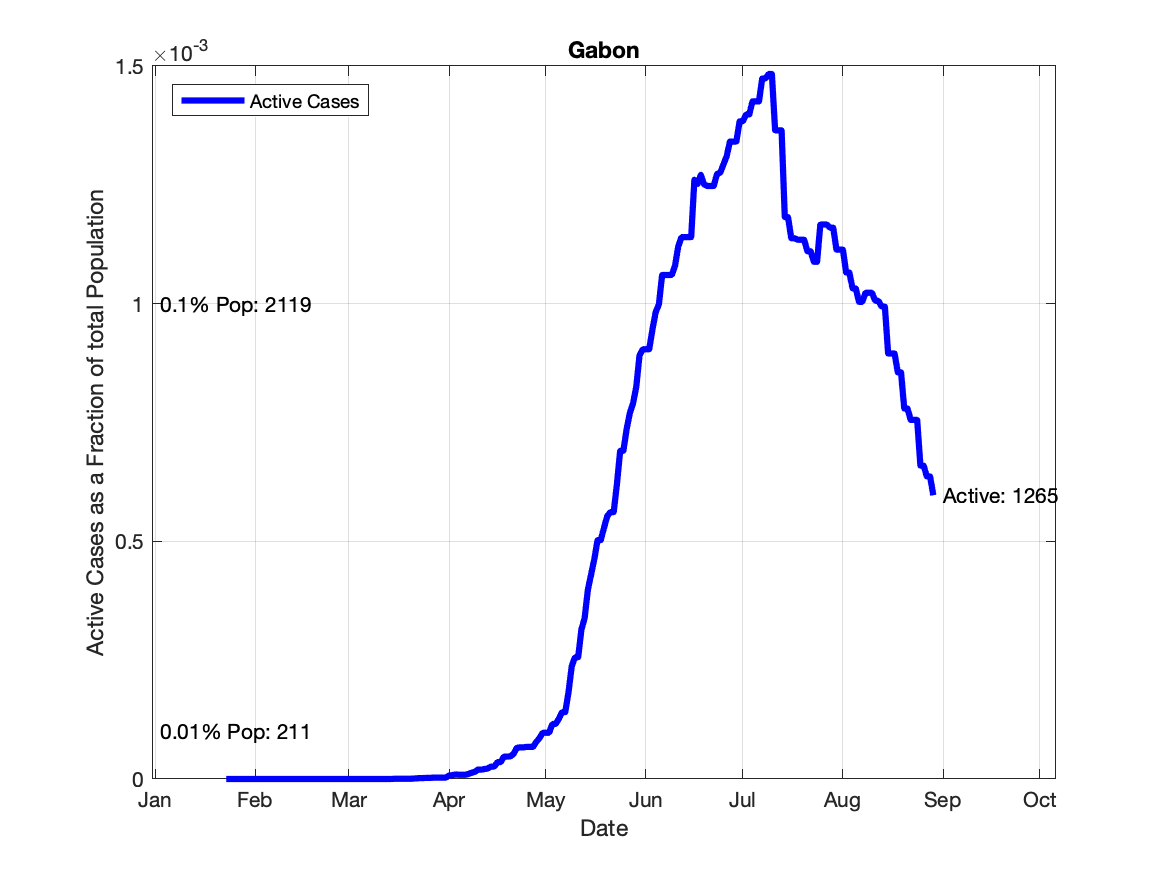 Gabon
×10-3
1.5
Active Cases
1
0.1% Pop: 2119
Active Cases as a Fraction of total Population
Active: 1265
0.5
0.01% Pop: 211
0
Jan Feb Mar Apr May Jun Jul Aug Sep Oct
Date